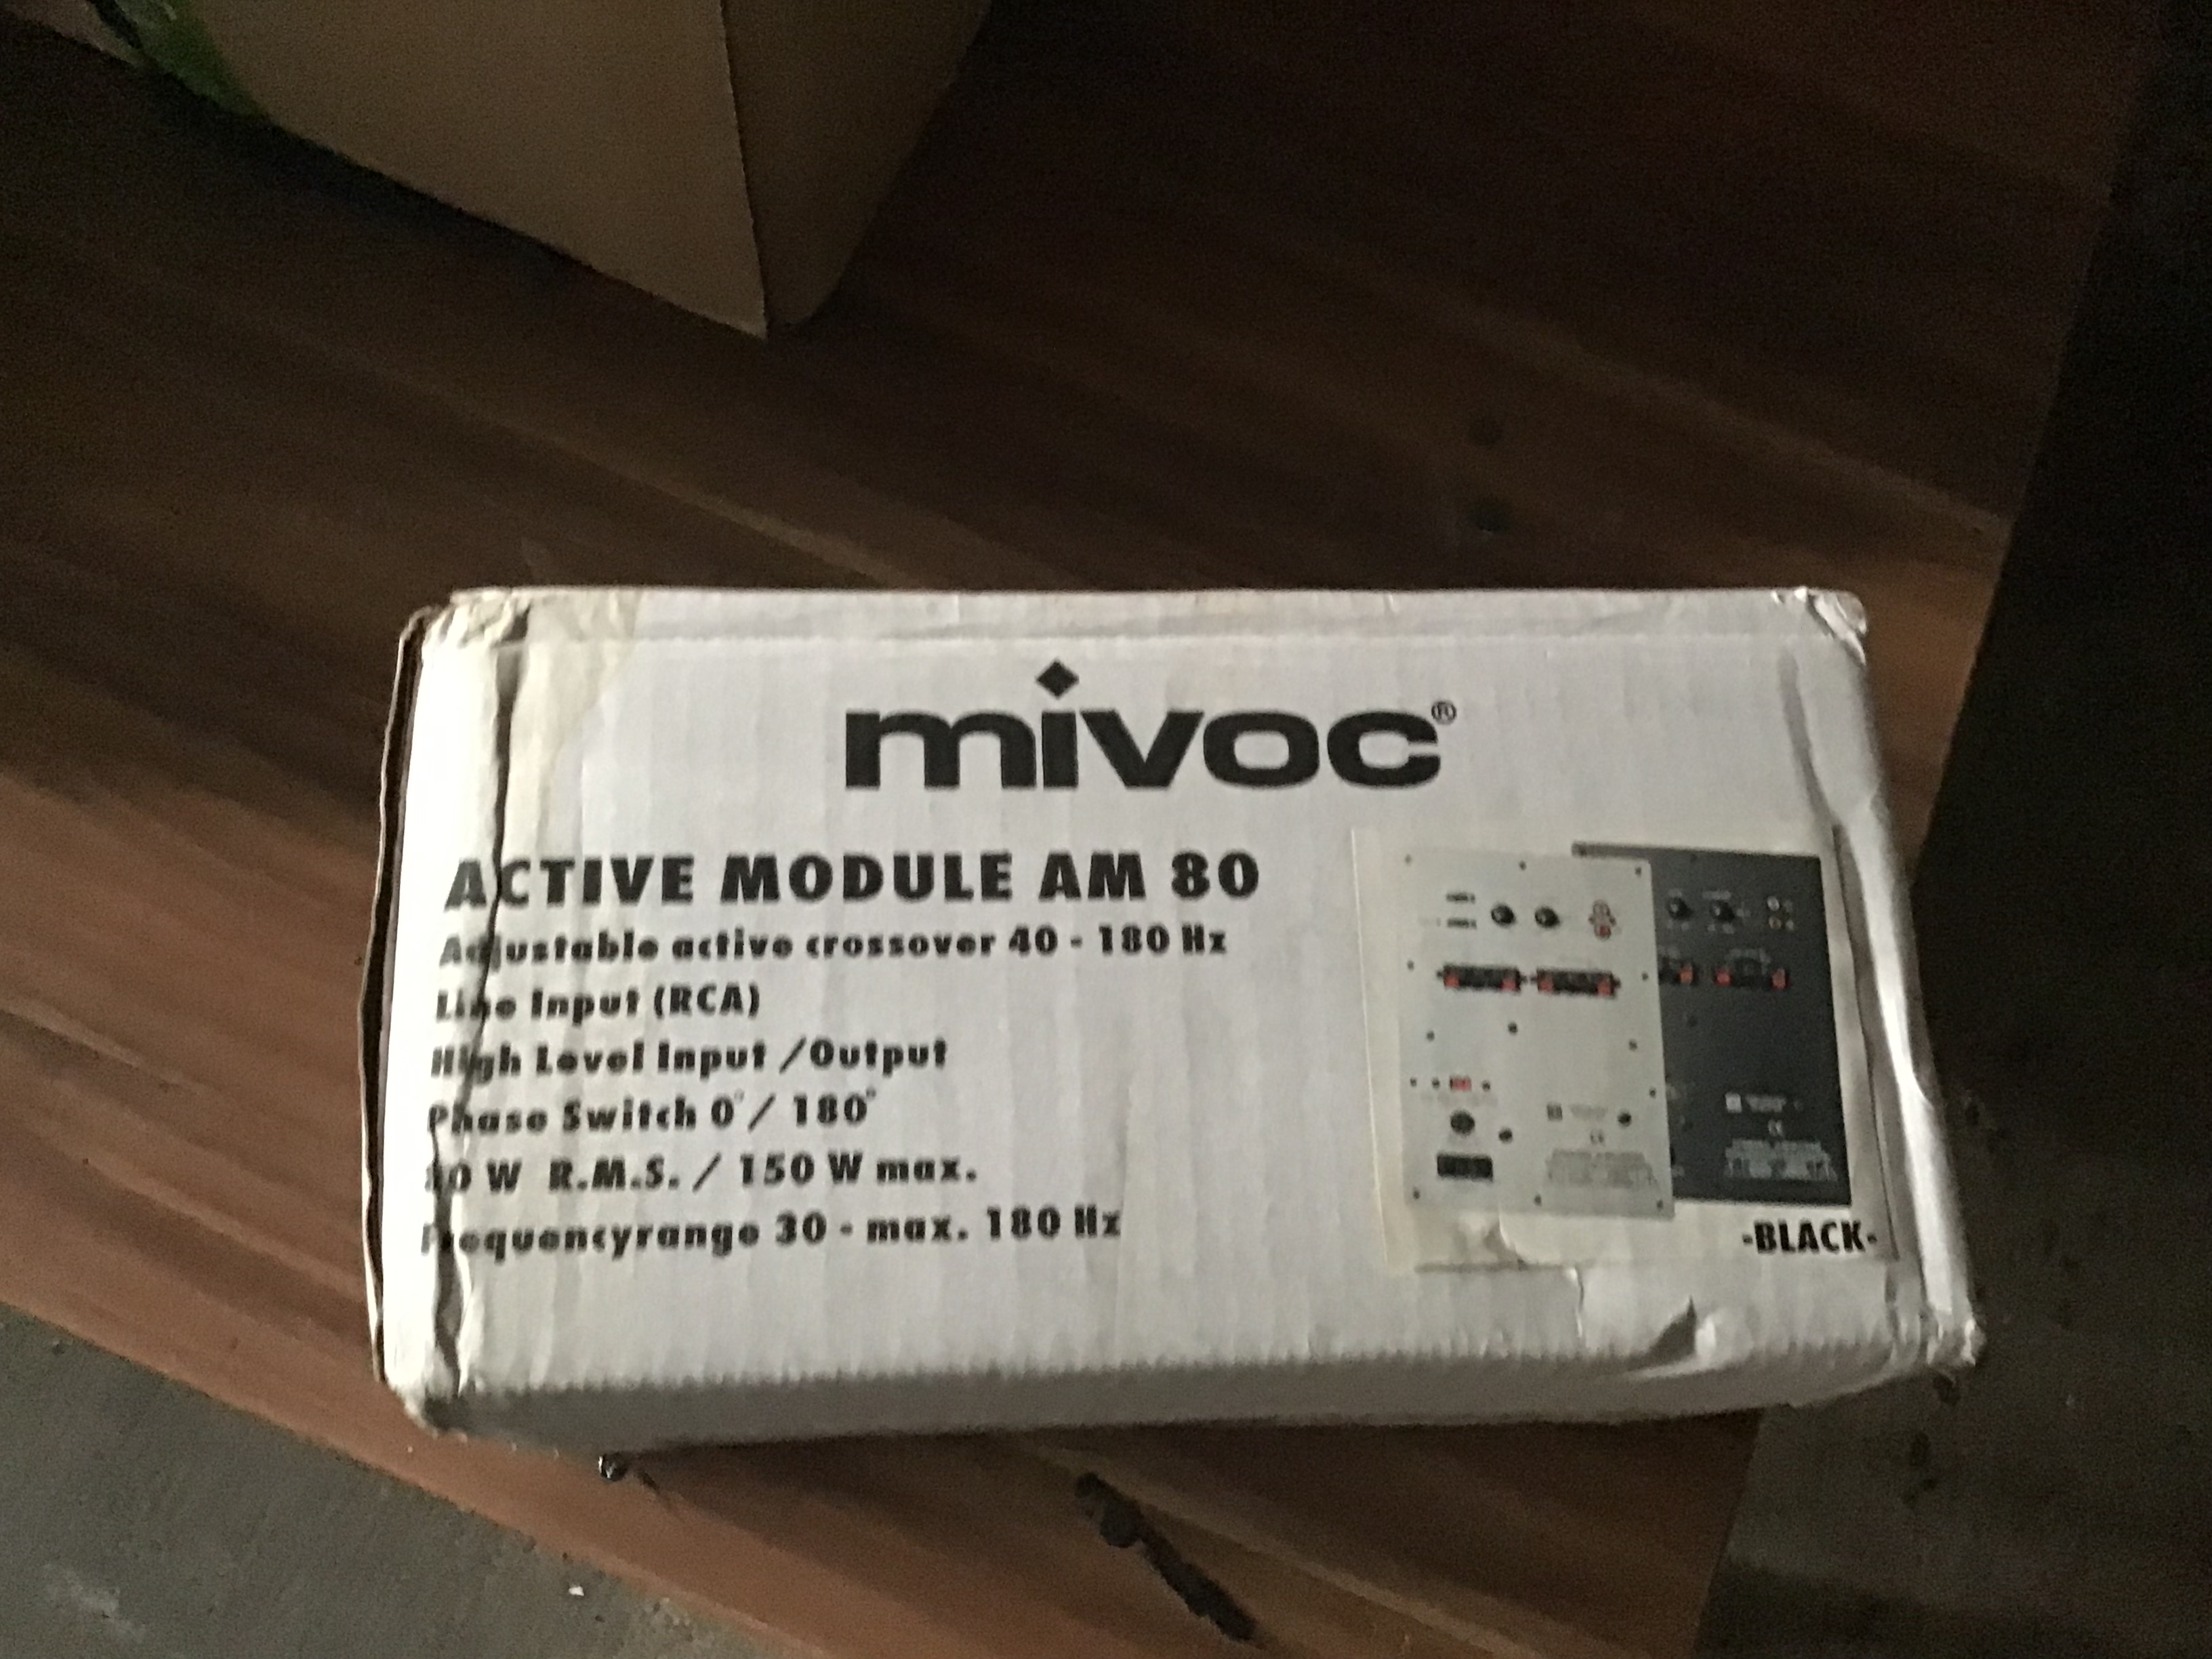 mivoc®
ACTIVE MODULE AM 80
Adjustable active crossover 40 - 180 Hz
Line Input (RCA)
High Level Input /Output
Phase Switch 0° / 180°
80 W R.M.S. / 150 W max.
Frequencyrange 30 - max. 180 Hz
-BLACK-